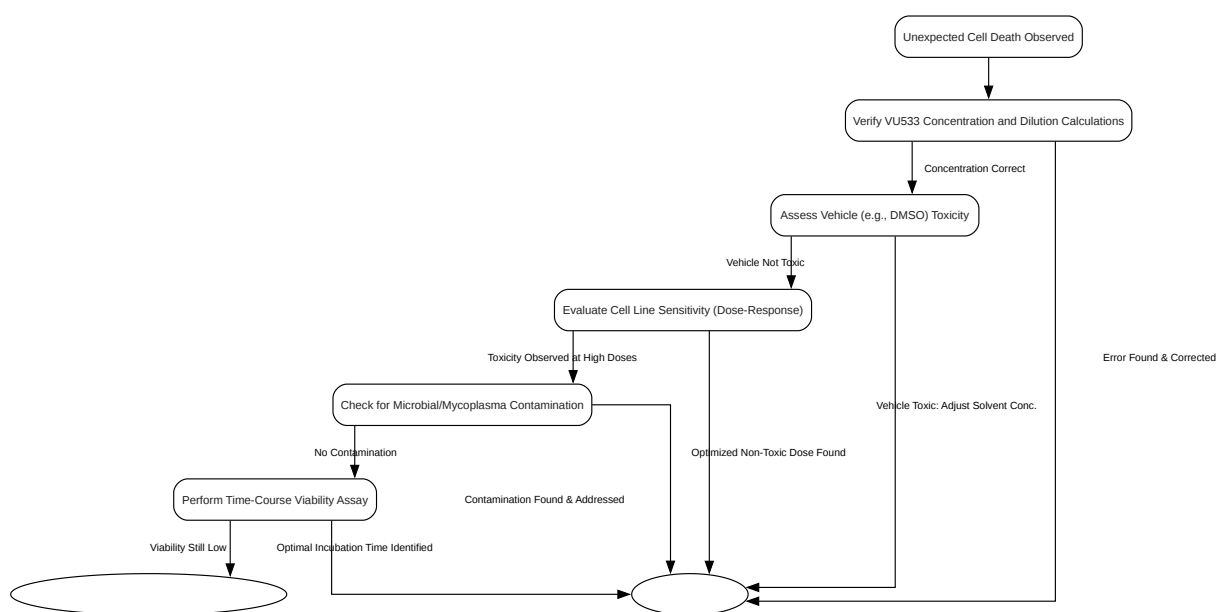 Unexpected Cell Death Observed
Verify VU533 Concentration and Dilution Calculations
Concentration Correct
Assess Vehicle (e.g., DMSO) Toxicity
Vehicle Not Toxic
Evaluate Cell Line Sensitivity (Dose-Response)
Toxicity Observed at High Doses
Error Found & Corrected
Check for Microbial/Mycoplasma Contamination
Vehicle Toxic: Adjust Solvent Conc.
No Contamination
Optimized Non-Toxic Dose Found
Perform Time-Course Viability Assay
Contamination Found & Addressed
Viability Still Low
Optimal Incubation Time Identified